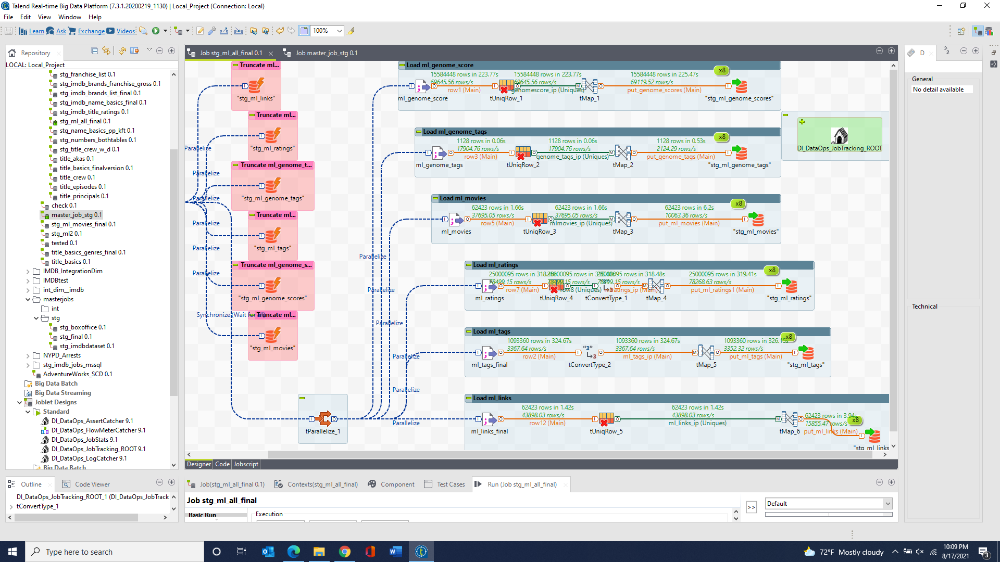 Talend Real-time Big Data Platform (7.3.1.20200219_1130) | Local_Project (Connection: Local)
File Edit View Window Help
Learn Ask Exchange Videos 100%
Repository
LOCAL: Local_Project
stg_franchise_list 0.1
stg_imdb_brands_franchise_gross 0.1
stg_imdb_brands_list_final 0.1
stg_imdb_name_basics_final 0.1
stg_imdb_title_ratings 0.1
stg_ml_all_final 0.1
stg_name_basics_pp_kft 0.1
stg_numbers_bothtables 0.1
stg_title_crew_w_d 0.1
title_akas 0.1
title_basics_finalversion 0.1
title_crew 0.1
title_episodes 0.1
title_principals 0.1
check 0.1
master_job_stg 0.1
stg_ml_movies_final 0.1
stg_ml2 0.1
tested 0.1
title_basics_genres_final 0.1
title_basics 0.1
IMDB_IntegrationDim
IMDBtest
int_dim__imdb
masterjobs
int
stg
stg_boxoffice 0.1
stg_final 0.1
stg_imdbdataset 0.1
NYPD_Arrests
stg_imdb_jobs_mssql
AdventureWorks_SCD 0.1
Big Data Batch
Big Data Streaming
Joblet Designs
Standard
DI_DataOps_AssertCatcher 9.1
DI_DataOps_FlowMeterCatcher 9.1
DI_DataOps_JobStats 9.1
DI_DataOps_JobTracking_ROOT 9.1
DI_DataOps_LogCatcher 9.1
Big Data Batch
Outline Code Viewer
DI_DataOps_JobTracking_ROOT_1 (DI_DataOps_JobTrack
tConvertType_1
Job stg_ml_all_final 0.1 Job master_job_stg 0.1
Truncate ml...
"stg_ml_links"
Truncate ml...
"stg_ml_ratings"
Truncate ml_genome_t...
"stg_ml_genome_tags"
Truncate ml...
"stg_ml_tags"
Truncate ml_genome_s...
"stg_ml_genome_scores"
Truncate ml...
"stg_ml_movies"
Parallelize
Parallelize
Parallelize
Parallelize
Parallelize
Parallelize
Synchronize (Wait for all)
tParallelize_1
Parallelize
Parallelize
Parallelize
Parallelize
Parallelize
Parallelize
Load ml_genome_score
15584448 rows in 223.77s 15584448 rows in 223.77s 15584448 rows in 225.47s x8
69645.56 rows/s 69645.56 rows/s 69119.52 rows/s
row1 (Main) genomescore_ip (Uniques) put_genome_scores (Main)
ml_genome_score tUniqRow_1 tMap_1 "stg_ml_genome_scores"
Load ml_genome_tags
1128 rows in 0.06s 1128 rows in 0.06s 1128 rows in 0.53s x8
17904.76 rows/s 17904.76 rows/s 2124.29 rows/s
row3 (Main) genome_tags_ip (Uniques) put_genome_tags (Main)
ml_genome_tags tUniqRow_2 tMap_2 "stg_ml_genome_tags"
Load ml_movies
62423 rows in 1.66s 62423 rows in 1.66s 62423 rows in 6.2s x8
37695.05 rows/s 37695.05 rows/s 10063.36 rows/s
row5 (Main) mlmovies_ip (Uniques) put_ml_movies (Main)
ml_movies tUniqRow_3 tMap_3 "stg_ml_movies"
Load ml_ratings
25000095 rows in 318.48s 25000095 rows in 318.48s 25000095 rows in 318.48s 25000095 rows in 319.41s x8
78499.15 rows/s 78499.15 rows/s 78499.15 rows/s 78268.63 rows/s
row7 (Main) row8 (Uniques) ratings_ip (Main) put_ml_ratings1 (Main)
ml_ratings tUniqRow_4 tConvertType_1 tMap_4 "stg_ml_ratings"
Load ml_tags
1093360 rows in 324.67s 1093360 rows in 324.67s 1093360 rows in 326.15s x8
3367.64 rows/s 3367.64 rows/s 3352.32 rows/s
row2 (Main) ml_tags_ip (Main) put_ml_tags (Main)
ml_tags_final tConvertType_2 tMap_5 "stg_ml_tags"
Load ml_links
62423 rows in 1.42s 62423 rows in 1.42s 62423 rows in 3.94s x8
43898.03 rows/s 43898.03 rows/s 15855.47 rows/s
row12 (Main) ml_links_ip (Uniques) put_ml_links (Main)
ml_links_final tUniqRow_5 tMap_6 "stg_ml_links
DI_DataOps_JobTracking_ROOT
Designer Code Jobscript
Job(stg_ml_all_final 0.1) Contexts(stg_ml_all_final) Component Test Cases Run (Job stg_ml_all_final)
Job stg_ml_all_final
Basic Run Execution
>> Default
D
General
No detail available
Technical
Type here to search
72°F Mostly cloudy
10:09 PM
8/17/2021
3